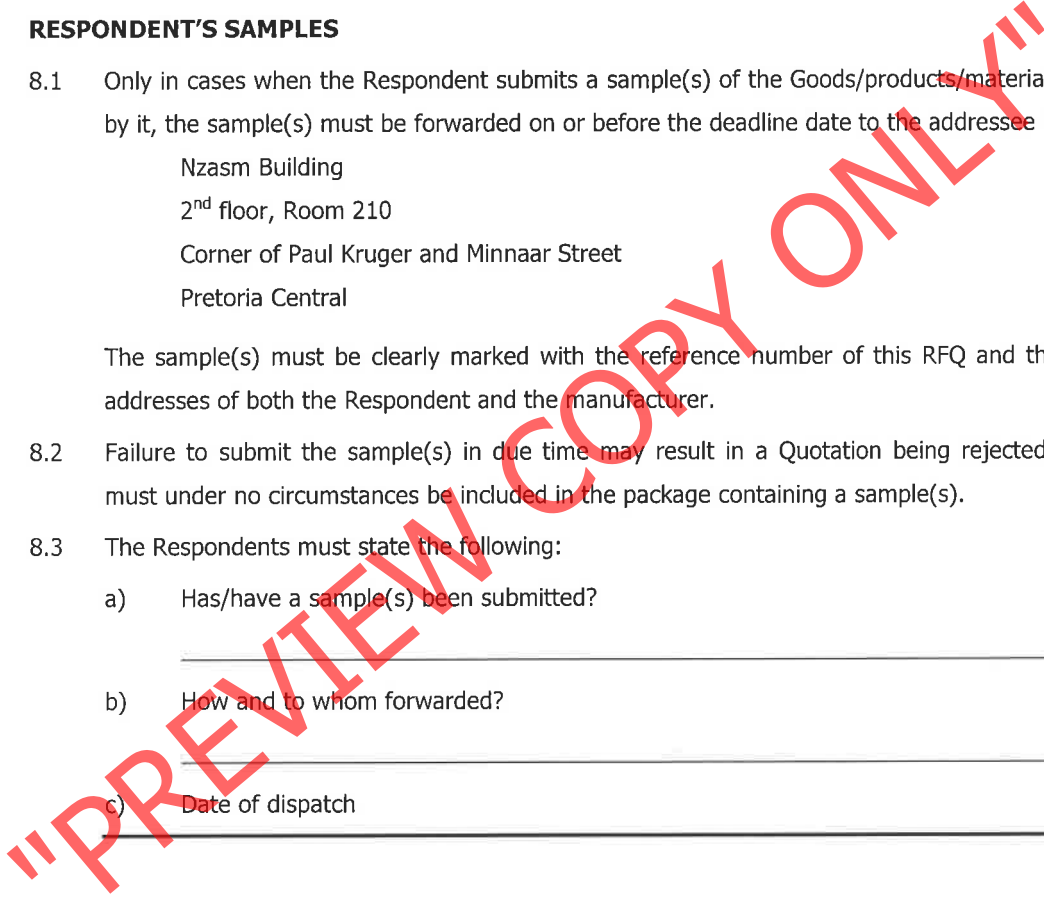 RESPONDENT'S SAMPLES
8.1 Only in cases when the Respondent submits a sample(s) of the Goods/products/materia
by it, the sample(s) must be forwarded on or before the deadline date to the addressee
Nzasm Building
2nd floor, Room 210
Corner of Paul Kruger and Minnaar Street
Pretoria Central
The sample(s) must be clearly marked with the reference number of this RFQ and th
addresses of both the Respondent and the manufacturer.
8.2 Failure to submit the sample(s) in due time may result in a Quotation being rejected
must under no circumstances be included in the package containing a sample(s).
8.3 The Respondents must state the following:
a) Has/have a sample(s) been submitted?
b) How and to whom forwarded?
c) Date of dispatch
"PREVIEW COPY ONLY"